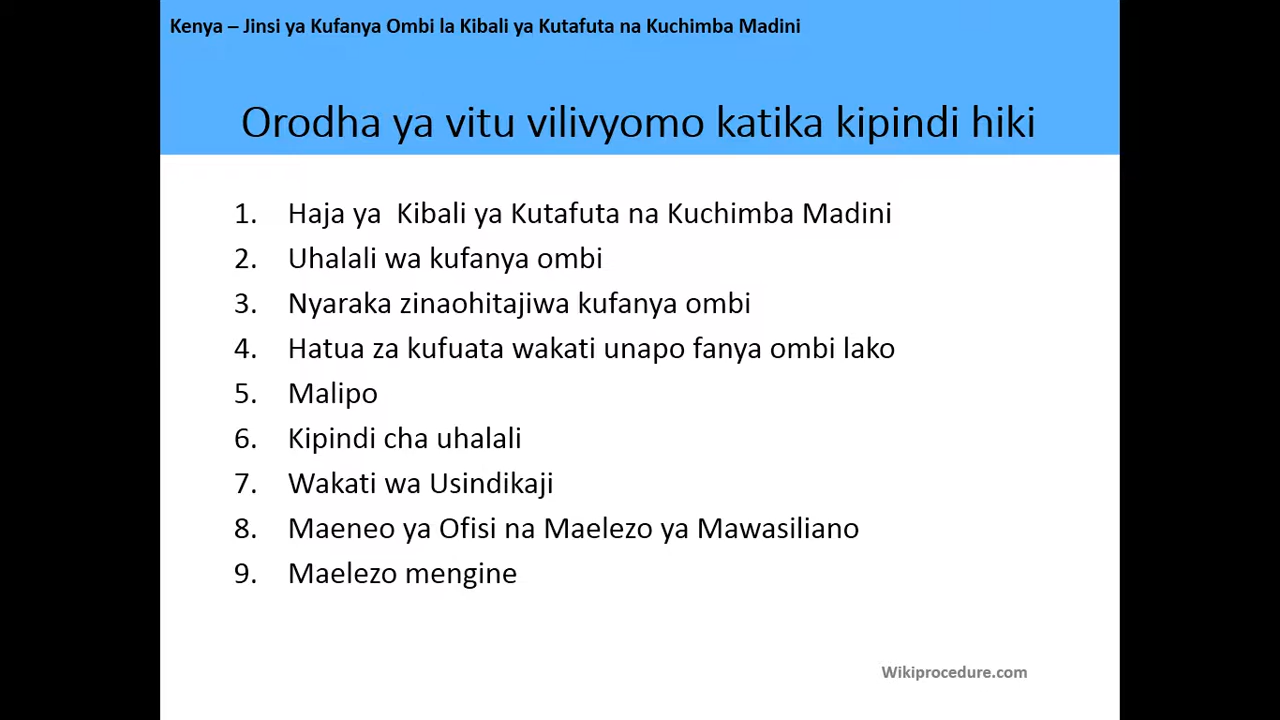 Kenya – Jinsi ya Kufanya Ombi la Kibali ya Kutafuta na Kuchimba Madini
Orodha ya vitu vilivyomo katika kipindi hiki
1. Haja ya  Kibali ya Kutafuta na Kuchimba Madini
2. Uhalali wa kufanya ombi
3. Nyaraka zinaohitajiwa kufanya ombi
4. Hatua za kufuata wakati unapo fanya ombi lako
5. Malipo
6. Kipindi cha uhalali
7. Wakati wa Usindikaji
8. Maeneo ya Ofisi na Maelezo ya Mawasiliano
9. Maelezo mengine
Wikiprocedure.com